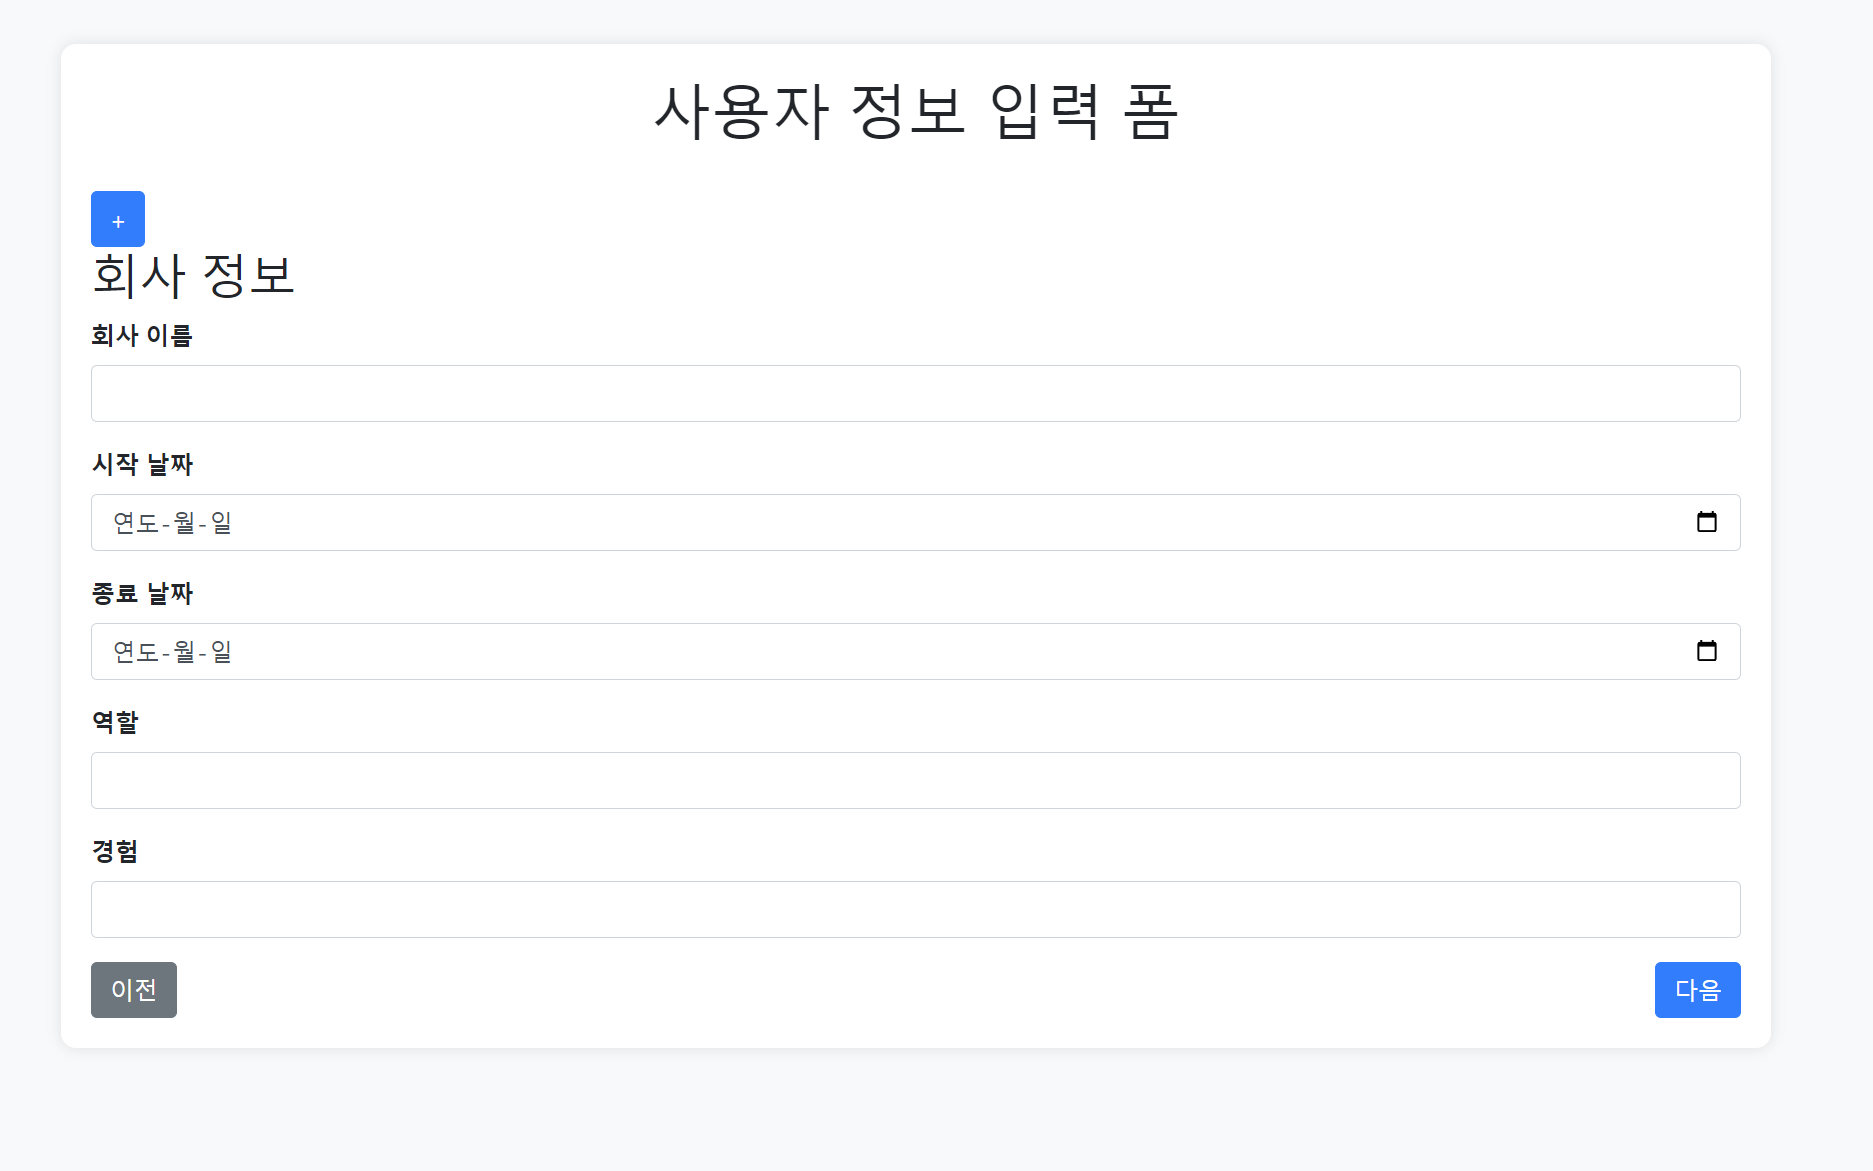 사용자 정보 입력 폼
+
회사 정보
회사 이름
시작 날짜
연도-월-일
종료 날짜
연도-월-일
역할
경험
이전 다음